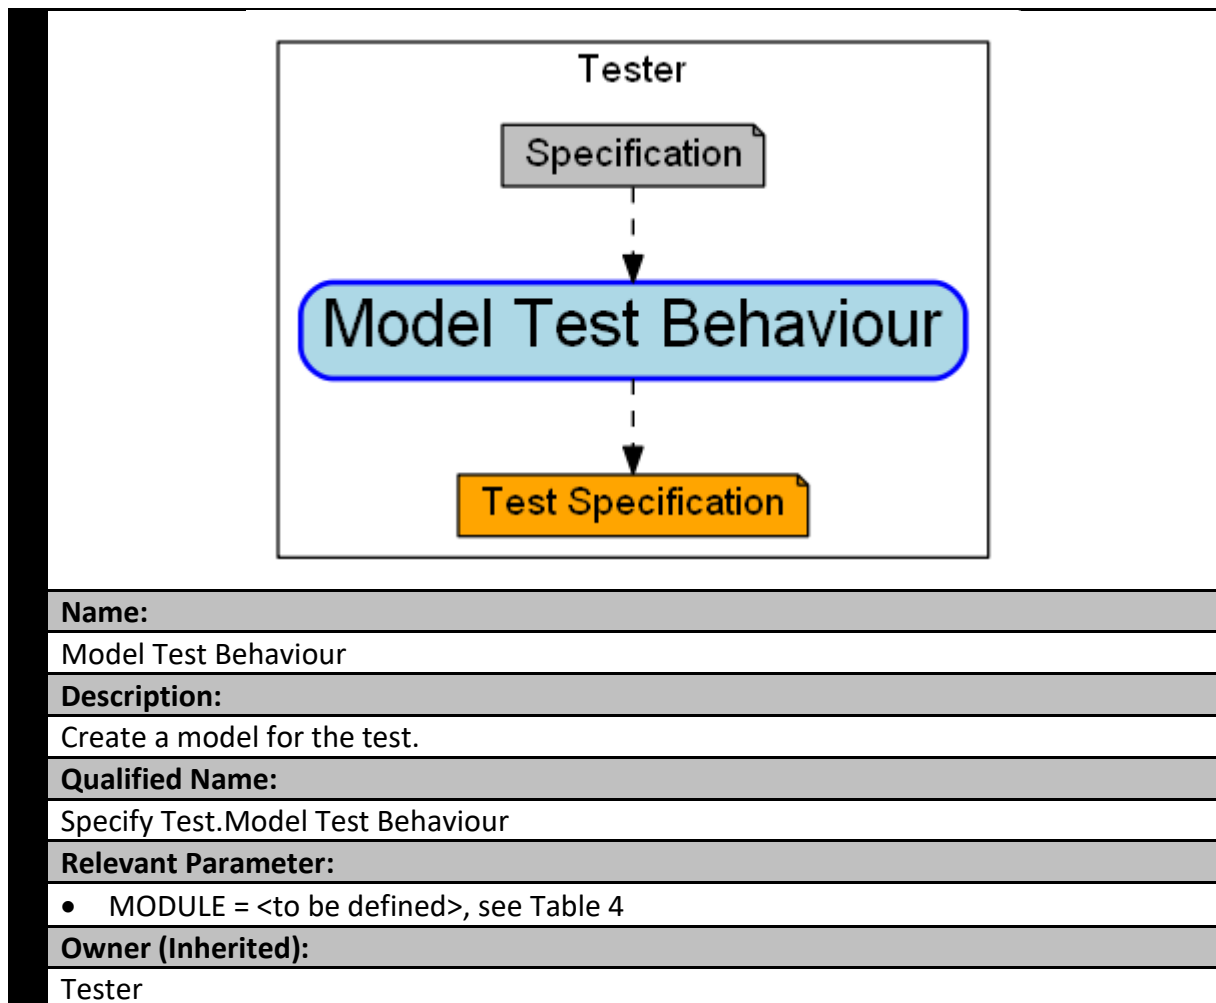 Tester
Specification
Model Test Behaviour
Test Specification
Name:
Model Test Behaviour
Description:
Create a model for the test.
Qualified Name:
Specify Test.Model Test Behaviour
Relevant Parameter:
• MODULE = <to be defined>, see Table 4
Owner (Inherited):
Tester